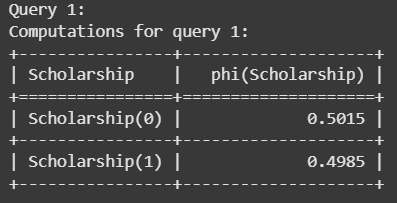 Query 1:
Computations for query 1:
+----------------+--------------------+
| Scholarship    |   phi(Scholarship) |
+================+====================+
| Scholarship(0) |             0.5015 |
+----------------+--------------------+
| Scholarship(1) |             0.4985 |
+----------------+--------------------+